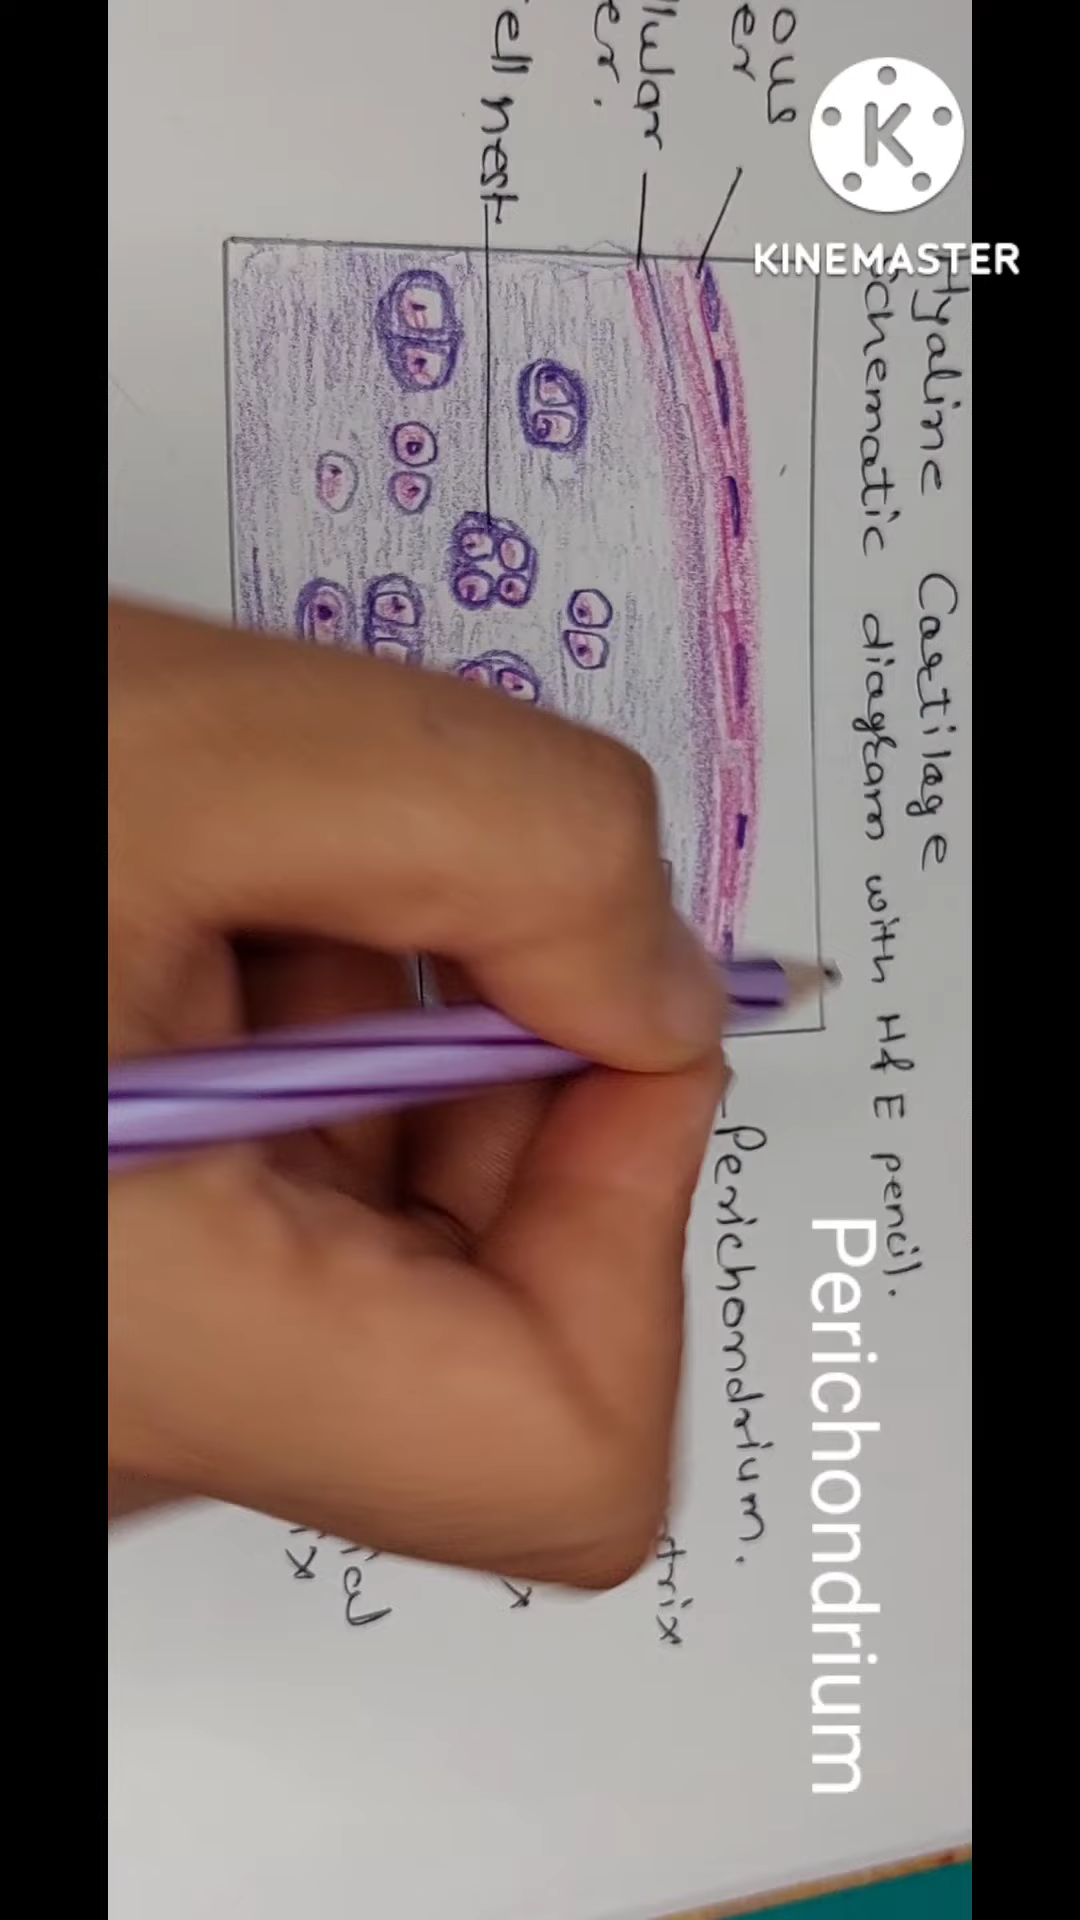 Hyaline Cartilage
schematic diagram with H& E pencil.
ous
er
llular
er.
ell nest
Perichondrium.
trix
x
Perichondrium
K
KINEMASTER